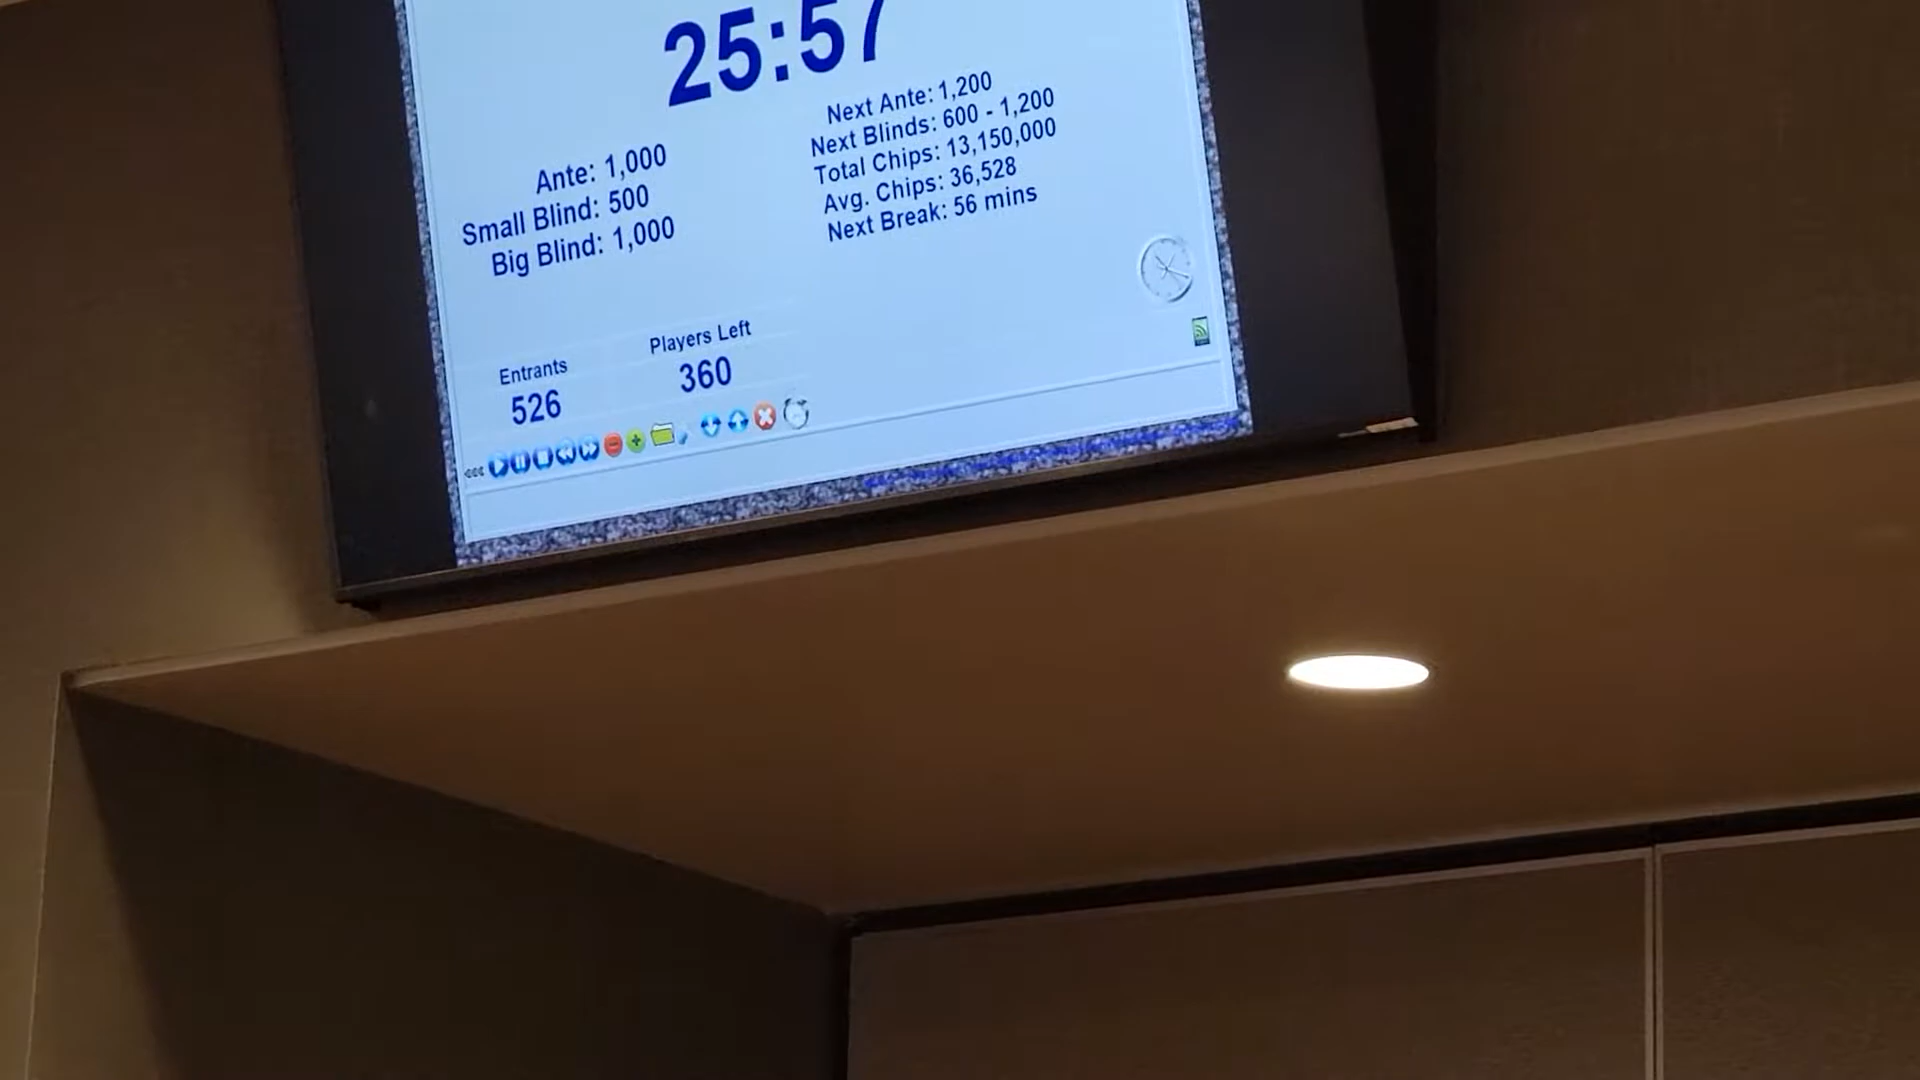 25:57
Ante: 1,000
Small Blind: 500
Big Blind: 1,000
Next Ante: 1,200
Next Blinds: 600 - 1,200
Total Chips: 13,150,000
Avg. Chips: 36,528
Next Break: 56 mins
Entrants
526
Players Left
360
<<<